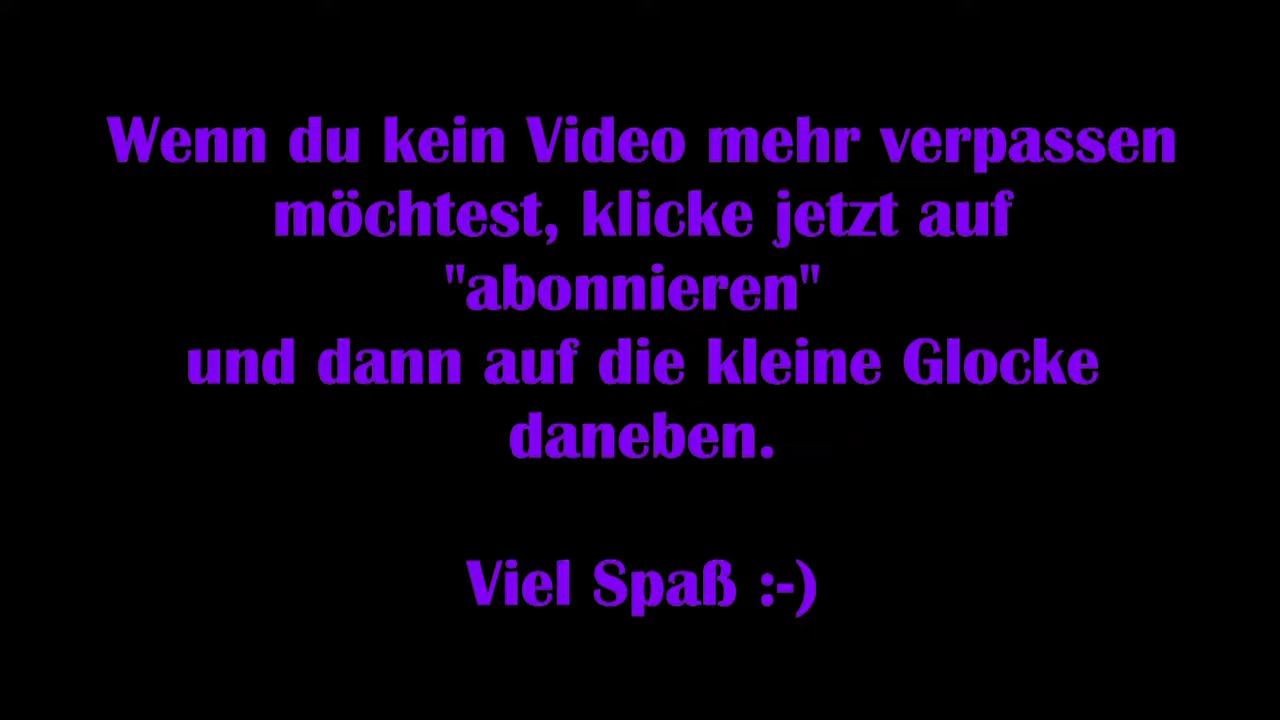 Wenn du kein Video mehr verpassen
möchtest, klicke jetzt auf
"abonnieren"
und dann auf die kleine Glocke
daneben.
Viel Spaß :-)